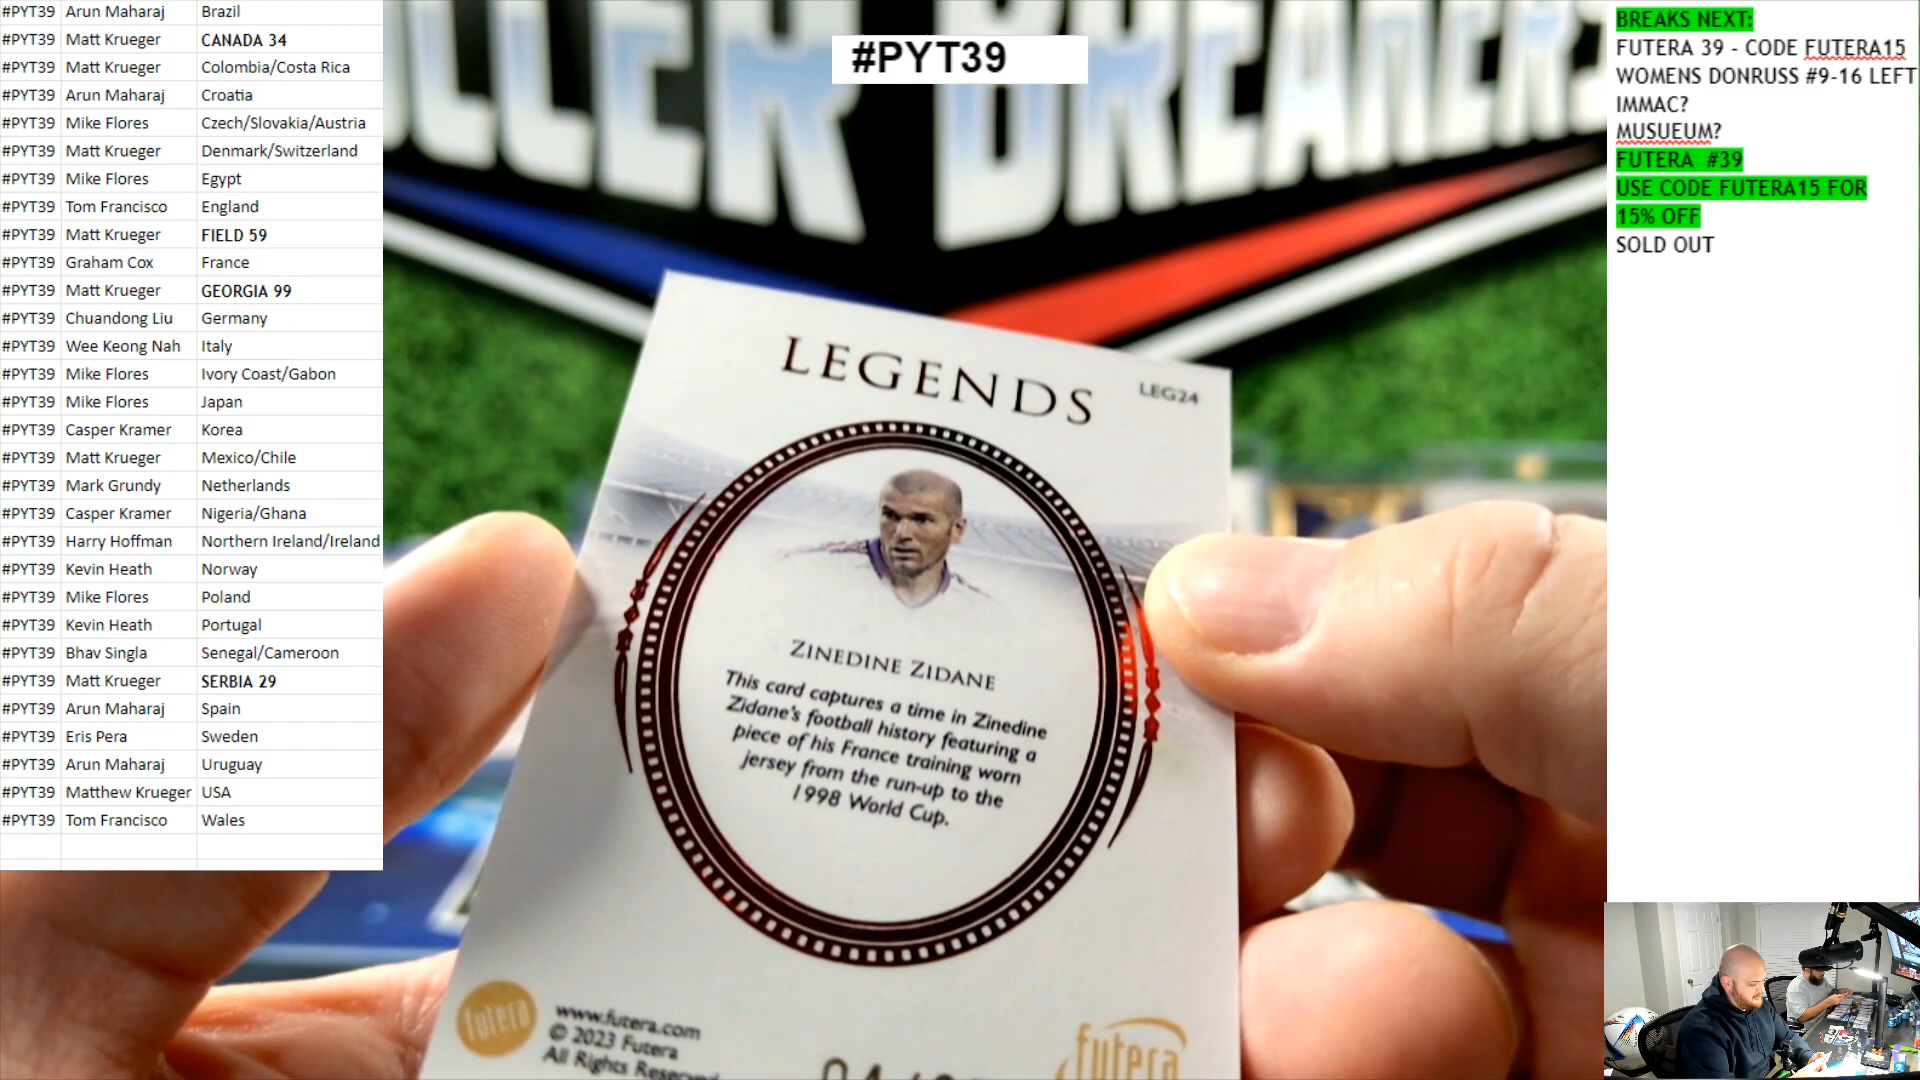 #PYT39 Arun Maharaj Brazil
#PYT39 Matt Krueger CANADA 34
#PYT39 Matt Krueger Colombia/Costa Rica
#PYT39 Arun Maharaj Croatia
#PYT39 Mike Flores Czech/Slovakia/Austria
#PYT39 Matt Krueger Denmark/Switzerland
#PYT39 Mike Flores Egypt
#PYT39 Tom Francisco England
#PYT39 Matt Krueger FIELD 59
#PYT39 Graham Cox France
#PYT39 Matt Krueger GEORGIA 99
#PYT39 Chuandong Liu Germany
#PYT39 Wee Keong Nah Italy
#PYT39 Mike Flores Ivory Coast/Gabon
#PYT39 Mike Flores Japan
#PYT39 Casper Kramer Korea
#PYT39 Matt Krueger Mexico/Chile
#PYT39 Mark Grundy Netherlands
#PYT39 Casper Kramer Nigeria/Ghana
#PYT39 Harry Hoffman Northern Ireland/Ireland
#PYT39 Kevin Heath Norway
#PYT39 Mike Flores Poland
#PYT39 Kevin Heath Portugal
#PYT39 Bhav Singla Senegal/Cameroon
#PYT39 Matt Krueger SERBIA 29
#PYT39 Arun Maharaj Spain
#PYT39 Eris Pera Sweden
#PYT39 Arun Maharaj Uruguay
#PYT39 Matthew Krueger USA
#PYT39 Tom Francisco Wales
#PYT39
LEGENDS
LEG24
ZINEDINE ZIDANE
This card captures a time in Zinedine
Zidane's football history featuring a
piece of his France training worn
jersey from the run-up to the
1998 World Cup.
futera
www.futera.com
© 2023 Futera
All Rights Reserved
futera
BREAKS NEXT:
FUTERA 39 - CODE FUTERA15
WOMENS DONRUSS #9-16 LEFT
IMMAC?
MUSUEUM?
FUTERA #39
USE CODE FUTERA15 FOR
15% OFF
SOLD OUT